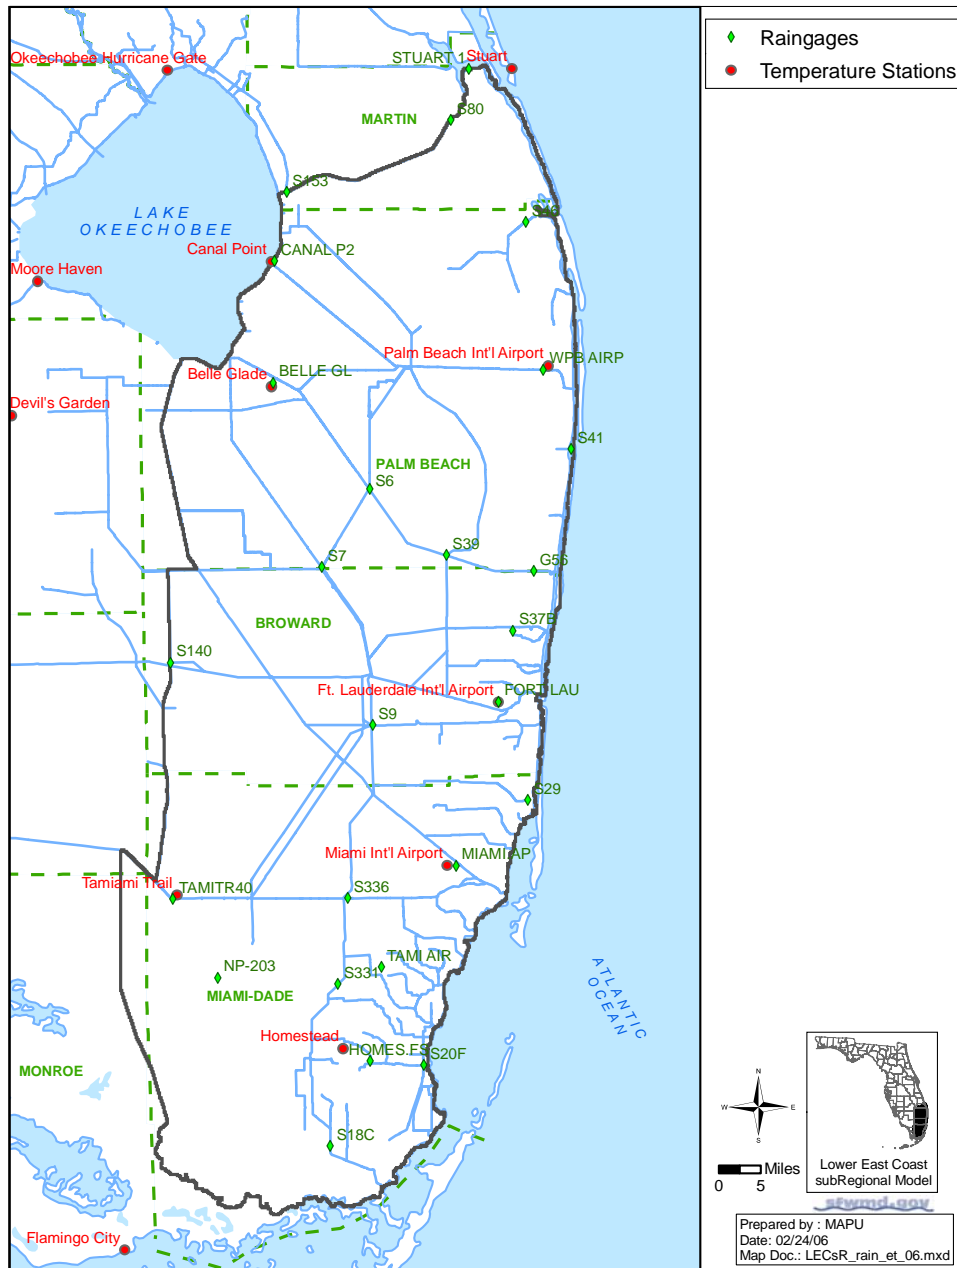 Raingages
Temperature Stations
Okeechobee Hurricane Gate
STUART 1
Stuart
S80
MARTIN
S153
LAKE
OKEECHOBEE
S46
Canal Point
CANAL P2
Moore Haven
Palm Beach Int'l Airport
WPB AIRP
Belle Glade
BELLE GL
Devil's Garden
S41
PALM BEACH
S6
S39
S7
G56
BROWARD
S37B
S140
Ft. Lauderdale Int'l Airport
FORT LAU
S9
S29
Miami Int'l Airport
MIAMI AP
Tamiami Trail
TAMITR40
S336
TAMI AIR
NP-203
S331
MIAMI-DADE
ATLANTIC
OCEAN
Homestead
HOMES.FS
S20F
MONROE
S18C
Flamingo City
N
W
E
S
Miles
0
5
Lower East Coast
subRegional Model
sfwmd.gov
Prepared by : MAPU
Date: 02/24/06
Map Doc.: LECsR_rain_et_06.mxd